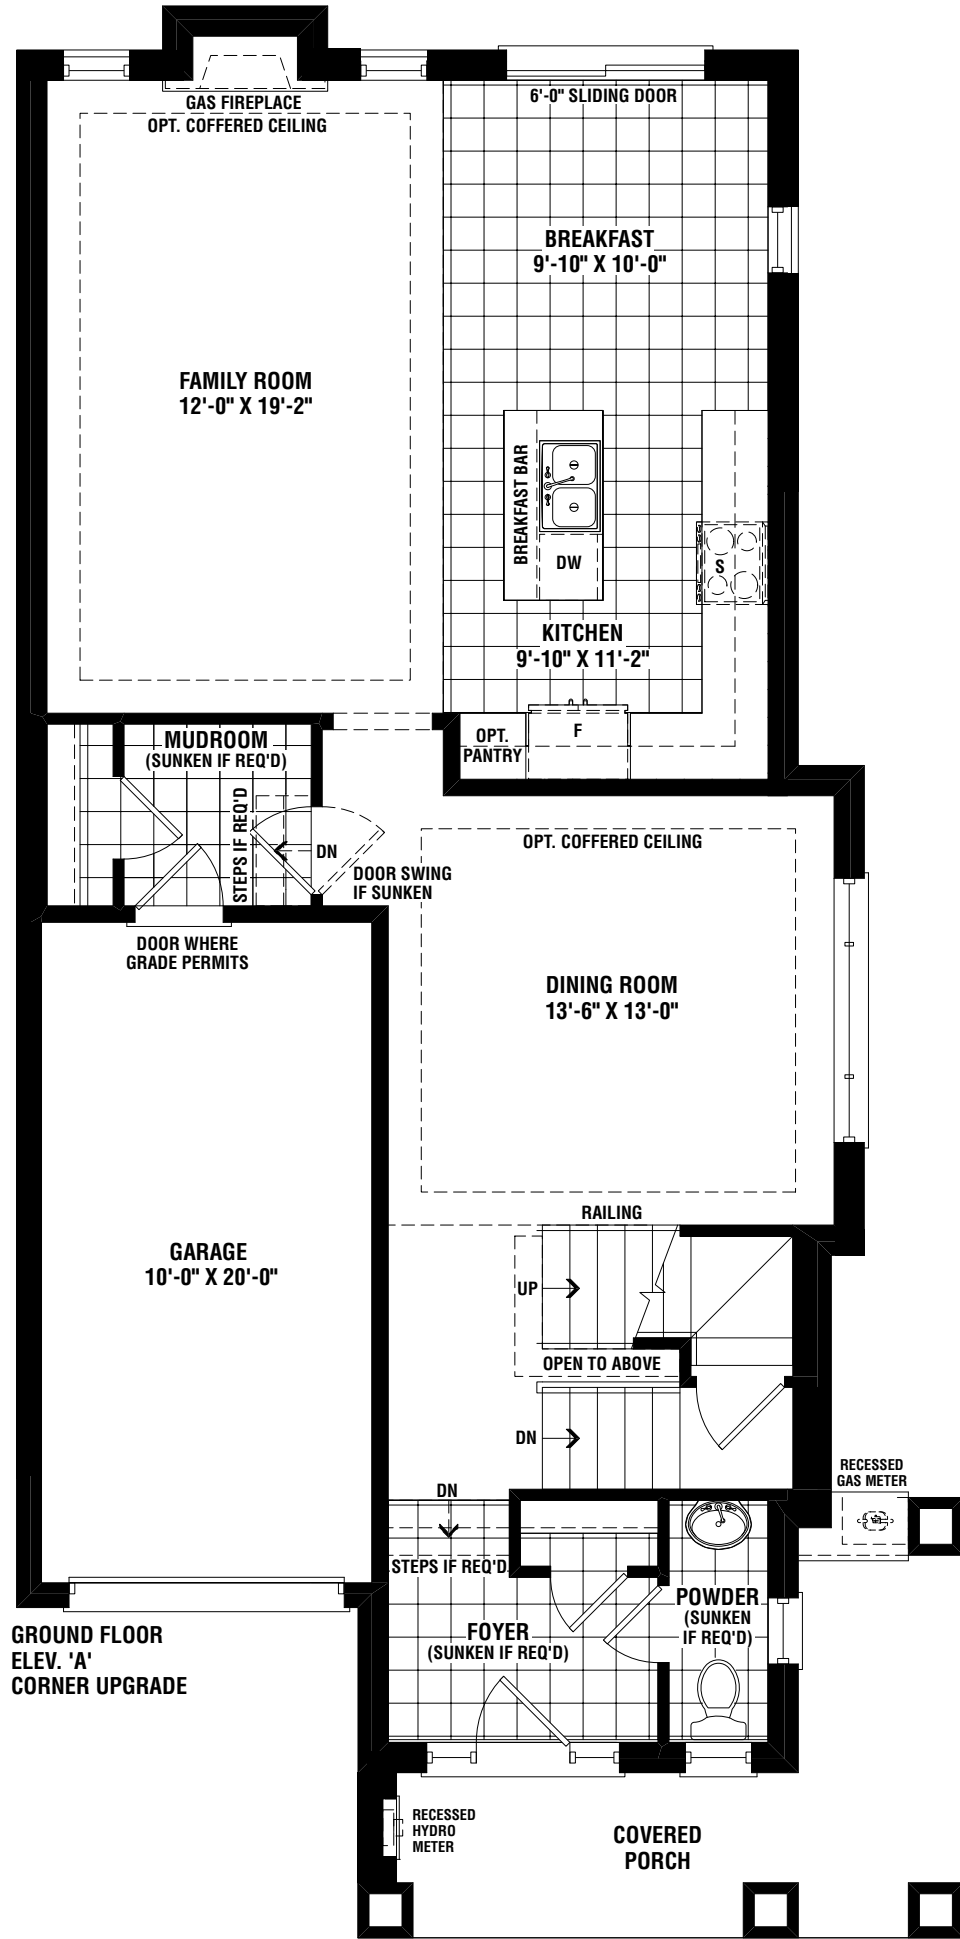 6'-0" SLIDING DOOR
GAS FIREPLACE
OPT. COFFERED CEILING
BREAKFAST
9'-10" X 10'-0"
FAMILY ROOM
12'-0" X 19'-2"
BREAKFAST BAR
DW
S
KITCHEN
9'-10" X 11'-2"
F
OPT.
PANTRY
MUDROOM
(SUNKEN IF REQ'D)
STEPS IF REQ'D
DN
DOOR SWING
IF SUNKEN
OPT. COFFERED CEILING
DOOR WHERE
GRADE PERMITS
DINING ROOM
13'-6" X 13'-0"
RAILING
GARAGE
10'-0" X 20'-0"
UP
OPEN TO ABOVE
DN
RECESSED
GAS METER
DN
STEPS IF REQ'D
POWDER
(SUNKEN
IF REQ'D)
FOYER
(SUNKEN IF REQ'D)
GROUND FLOOR
ELEV. 'A'
CORNER UPGRADE
RECESSED
HYDRO
METER
COVERED
PORCH